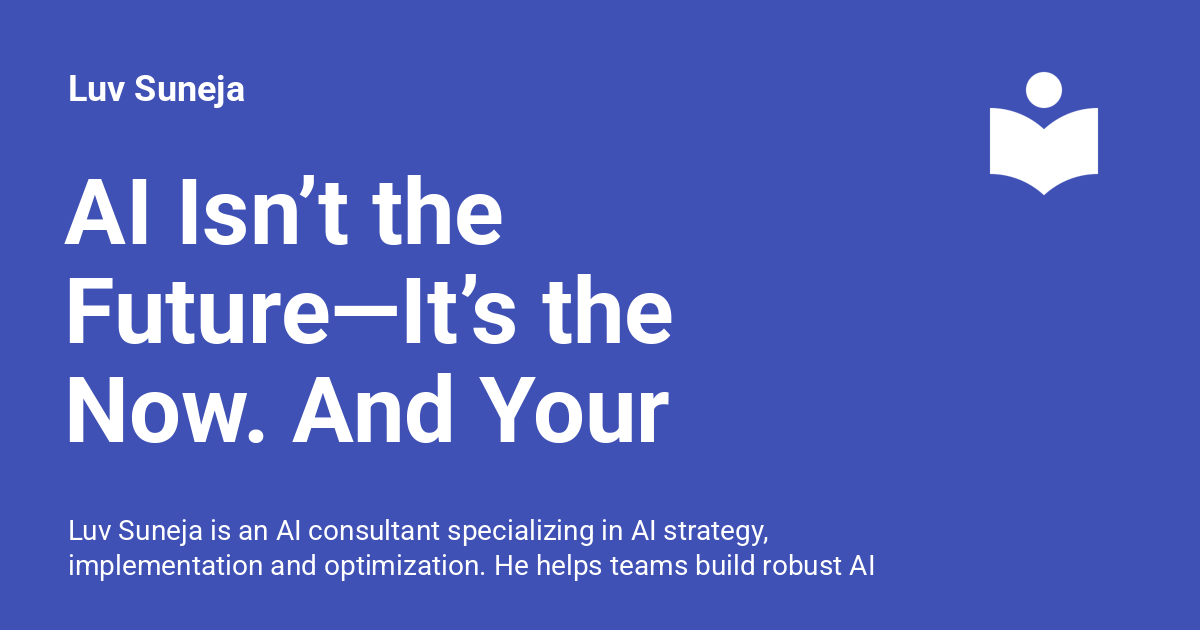 Luv Suneja
AI Isn’t the
Future—It’s the
Now. And Your
Luv Suneja is an AI consultant specializing in AI strategy,
implementation and optimization. He helps teams build robust AI